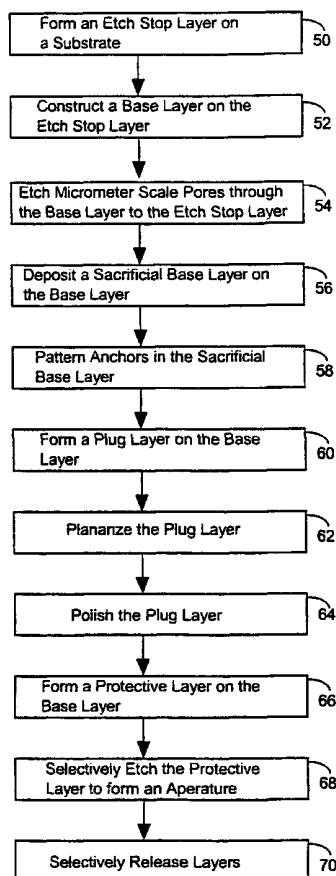 Form an Etch Stop Layer on
a Substrate
50
Construct a Base Layer on the
Etch Stop Layer
52
Etch Micrometer Scale Pores through
the Base Layer to the Etch Stop Layer
54
Deposit a Sacrificial Base Layer on
the Base Layer
56
Pattern Anchors in the Sacrificial
Base Layer
58
Form a Plug Layer on the Base
Layer
60
Plananze the Plug Layer
62
Polish the Plug Layer
64
Form a Protective Layer on the
Base Layer
66
Selectively Etch the Protective
Layer to form an Aperture
68
Selectively Release Layers
70